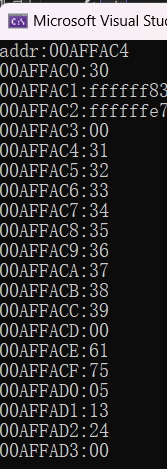 Microsoft Visual Stu
addr:00AFFAC4
00AFFAC0:30
00AFFAC1:ffffff83
00AFFAC2:ffffffe7
00AFFAC3:00
00AFFAC4:31
00AFFAC5:32
00AFFAC6:33
00AFFAC7:34
00AFFAC8:35
00AFFAC9:36
00AFFACA:37
00AFFACB:38
00AFFACC:39
00AFFACD:00
00AFFACE:61
00AFFACF:75
00AFFAD0:05
00AFFAD1:13
00AFFAD2:24
00AFFAD3:00